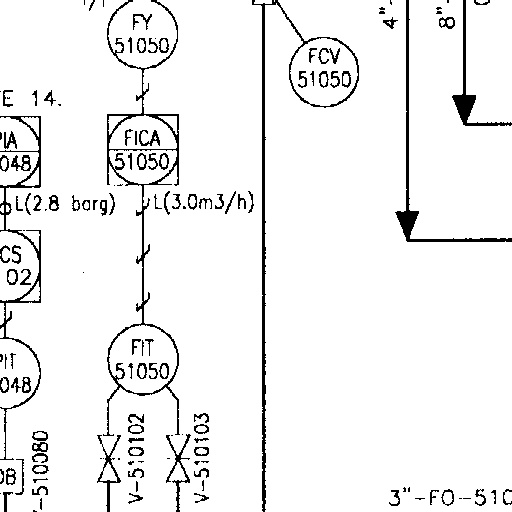 FY
51050
FCV
51050
4"-
8"-
E 14.
FICA
51050
PIA
048
L(2.8 barg)
L(3.0m3/h)
CS
02
FIT
51050
PIT
048
V-510102
V-510103
-510080
3"-FO-510